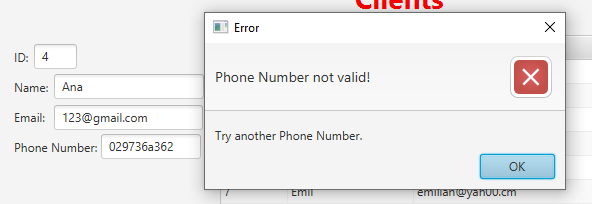 Clients
Error
ID: 4
Phone Number not valid!
Name: Ana
Email: 123@gmail.com
Try another Phone Number.
Phone Number: 029736a362
OK
7 Emil emilian@yah00.cm